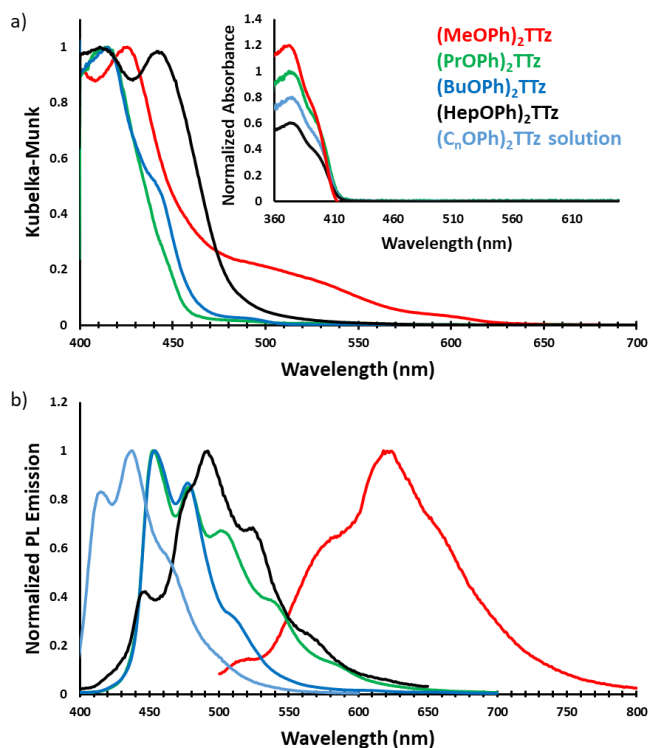 a)
Kubelka-Munk
1
0.8
0.6
0.4
0.2
0
400 450 500 550 600 650 700
Wavelength (nm)
Normalized Absorbance
1.4
1.2
1
0.8
0.6
0.4
0.2
0
360 410 460 510 560 610
Wavelength (nm)
(MeOPh)₂TTz
(PrOPh)₂TTz
(BuOPh)₂TTz
(HepOPh)₂TTz
(CₙOPh)₂TTz solution
b)
Normalized PL Emission
1.2
1
0.8
0.6
0.4
0.2
0
400 450 500 550 600 650 700 750 800
Wavelength (nm)